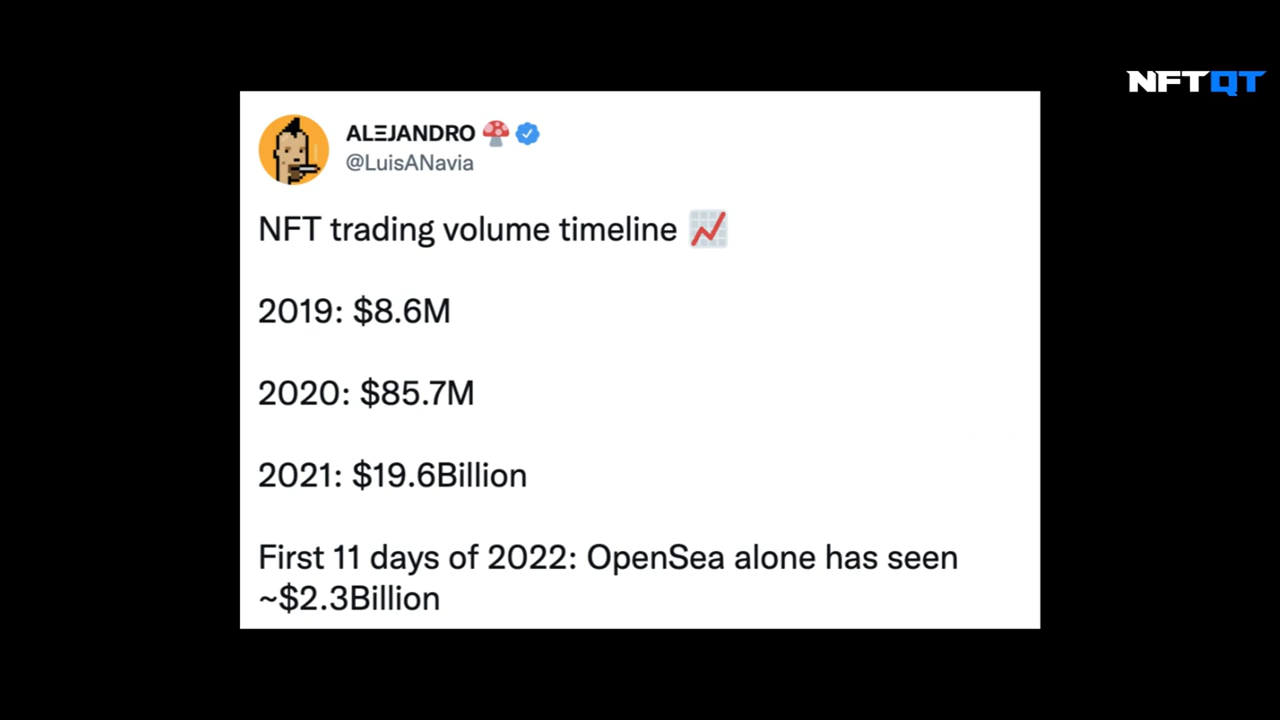 NFTQT
ALΞJANDRO 🍄
@LuisANavia
NFT trading volume timeline 📈
2019: $8.6M
2020: $85.7M
2021: $19.6Billion
First 11 days of 2022: OpenSea alone has seen
~$2.3Billion